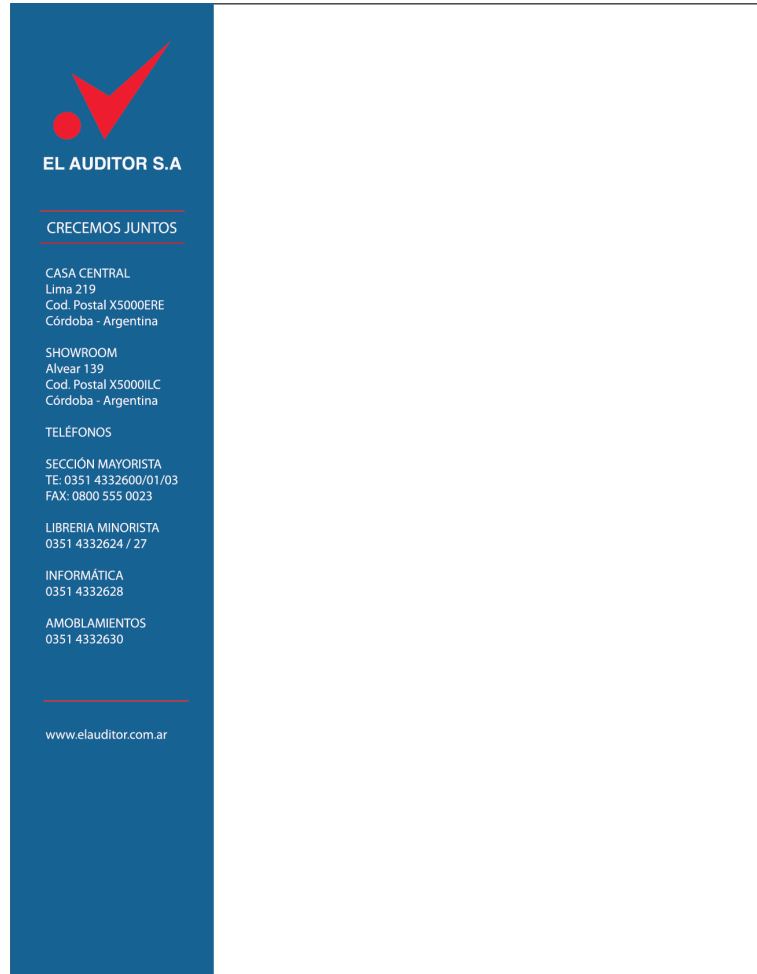 EL AUDITOR S.A
CRECEMOS JUNTOS
CASA CENTRAL
Lima 219
Cod. Postal X5000ERE
Córdoba - Argentina
SHOWROOM
Alvear 139
Cod. Postal X5000ILC
Córdoba - Argentina
TELÉFONOS
SECCIÓN MAYORISTA
TE: 0351 4332600/01/03
FAX: 0800 555 0023
LIBRERIA MINORISTA
0351 4332624 / 27
INFORMÁTICA
0351 4332628
AMOBLAMIENTOS
0351 4332630
www.elauditor.com.ar